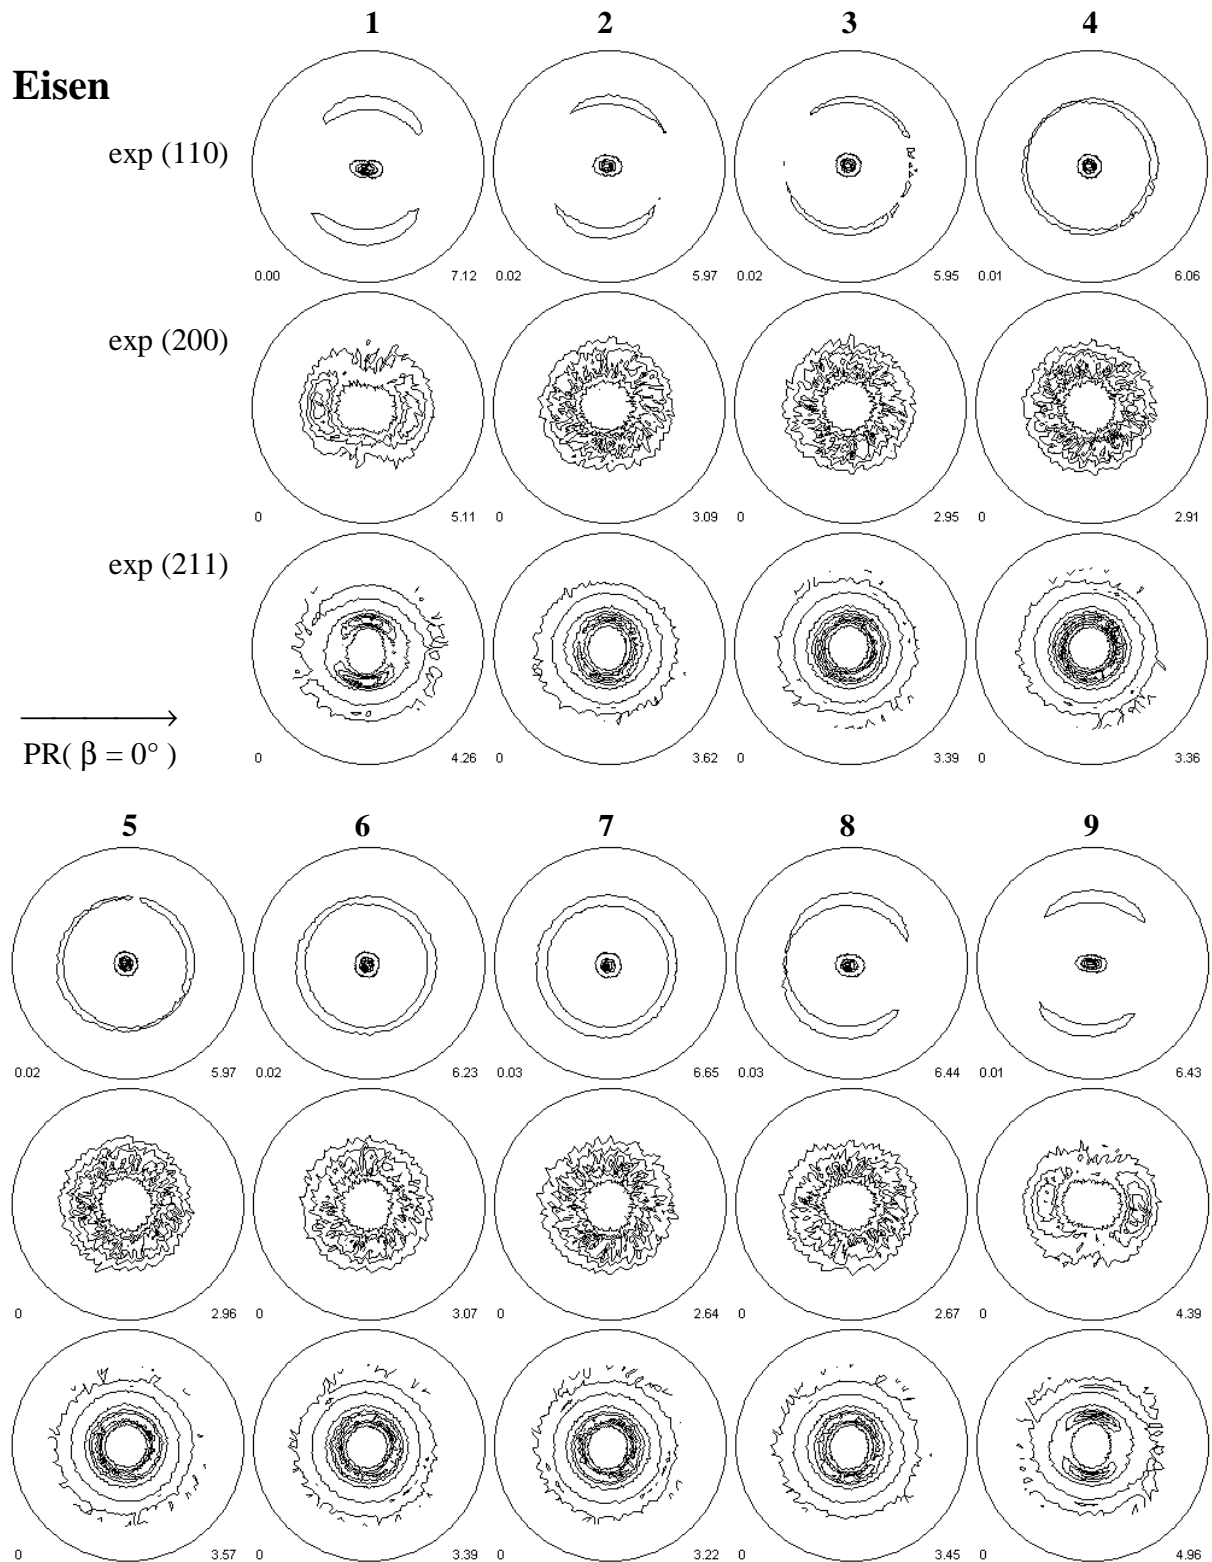 1 2 3 4
Eisen
exp (110)
0.00 7.12 0.02 5.97 0.02 5.95 0.01 6.06
exp (200)
0 5.11 0 3.09 0 2.95 0 2.91
exp (211)
PR( β = 0° )
0 4.26 0 3.62 0 3.39 0 3.36
5 6 7 8 9
0.02 5.97 0.02 6.23 0.03 6.65 0.03 6.44 0.01 6.43
0 2.96 0 3.07 0 2.64 0 2.67 0 4.39
0 3.57 0 3.39 0 3.22 0 3.45 0 4.96